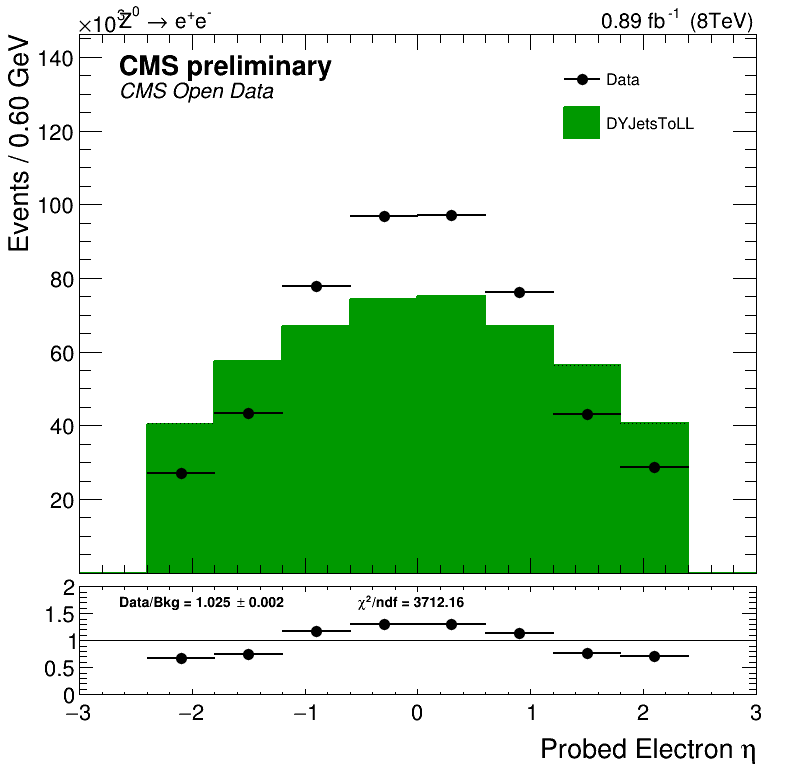 ×10³ Z⁰ → e⁺e⁻ 0.89 fb⁻¹ (8TeV)
Events / 0.60 GeV
CMS preliminary
CMS Open Data
Data
DYJetsToLL
140
120
100
80
60
40
20
Data/Bkg = 1.025 ± 0.002 χ²/ndf = 3712.16
2
1.5
1
0.5
0
−3 −2 −1 0 1 2 3
Probed Electron η